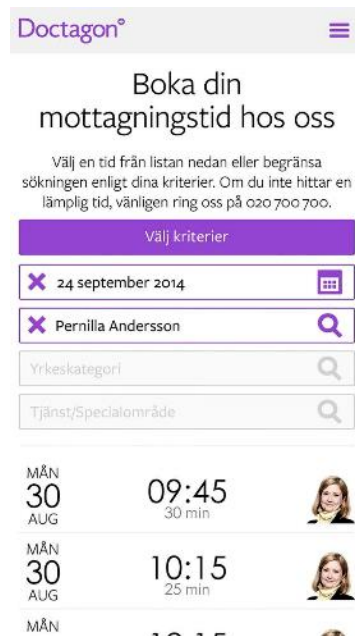 Doctagon°
Boka din
mottagningstid hos oss
Välj en tid från listan nedan eller begränsa
sökningen enligt dina kriterier. Om du inte hittar en
lämplig tid, vänligen ring oss på 020 700 700.
Välj kriterier
24 september 2014
Pernilla Andersson
Yrkeskategori
Tjänst/Specialområde
MÅN
30
AUG
09:45
30 min
MÅN
30
AUG
10:15
25 min
MÅN